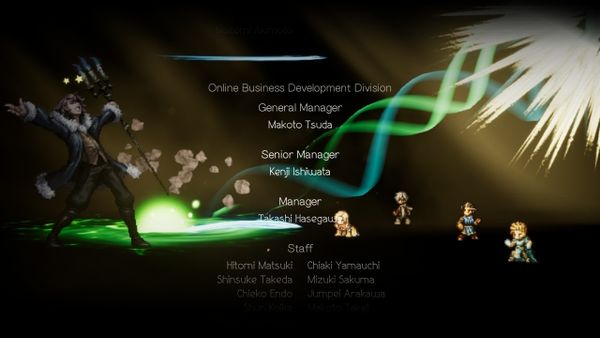 Online Business Development Division
General Manager
Makoto Tsuda
Senior Manager
Kenji Ishiwata
Manager
Takashi Hasegawa
Staff
Hitomi Matsuki Chiaki Yamauchi
Shinsuke Takeda Mizuki Sakuma
Chieko Endo Jumpei Arakawa